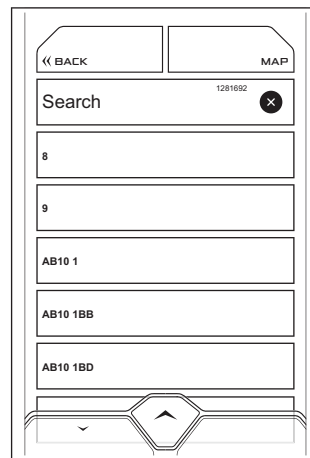 « BACK
MAP
Search
1281692
8
9
AB10 1
AB10 1BB
AB10 1BD